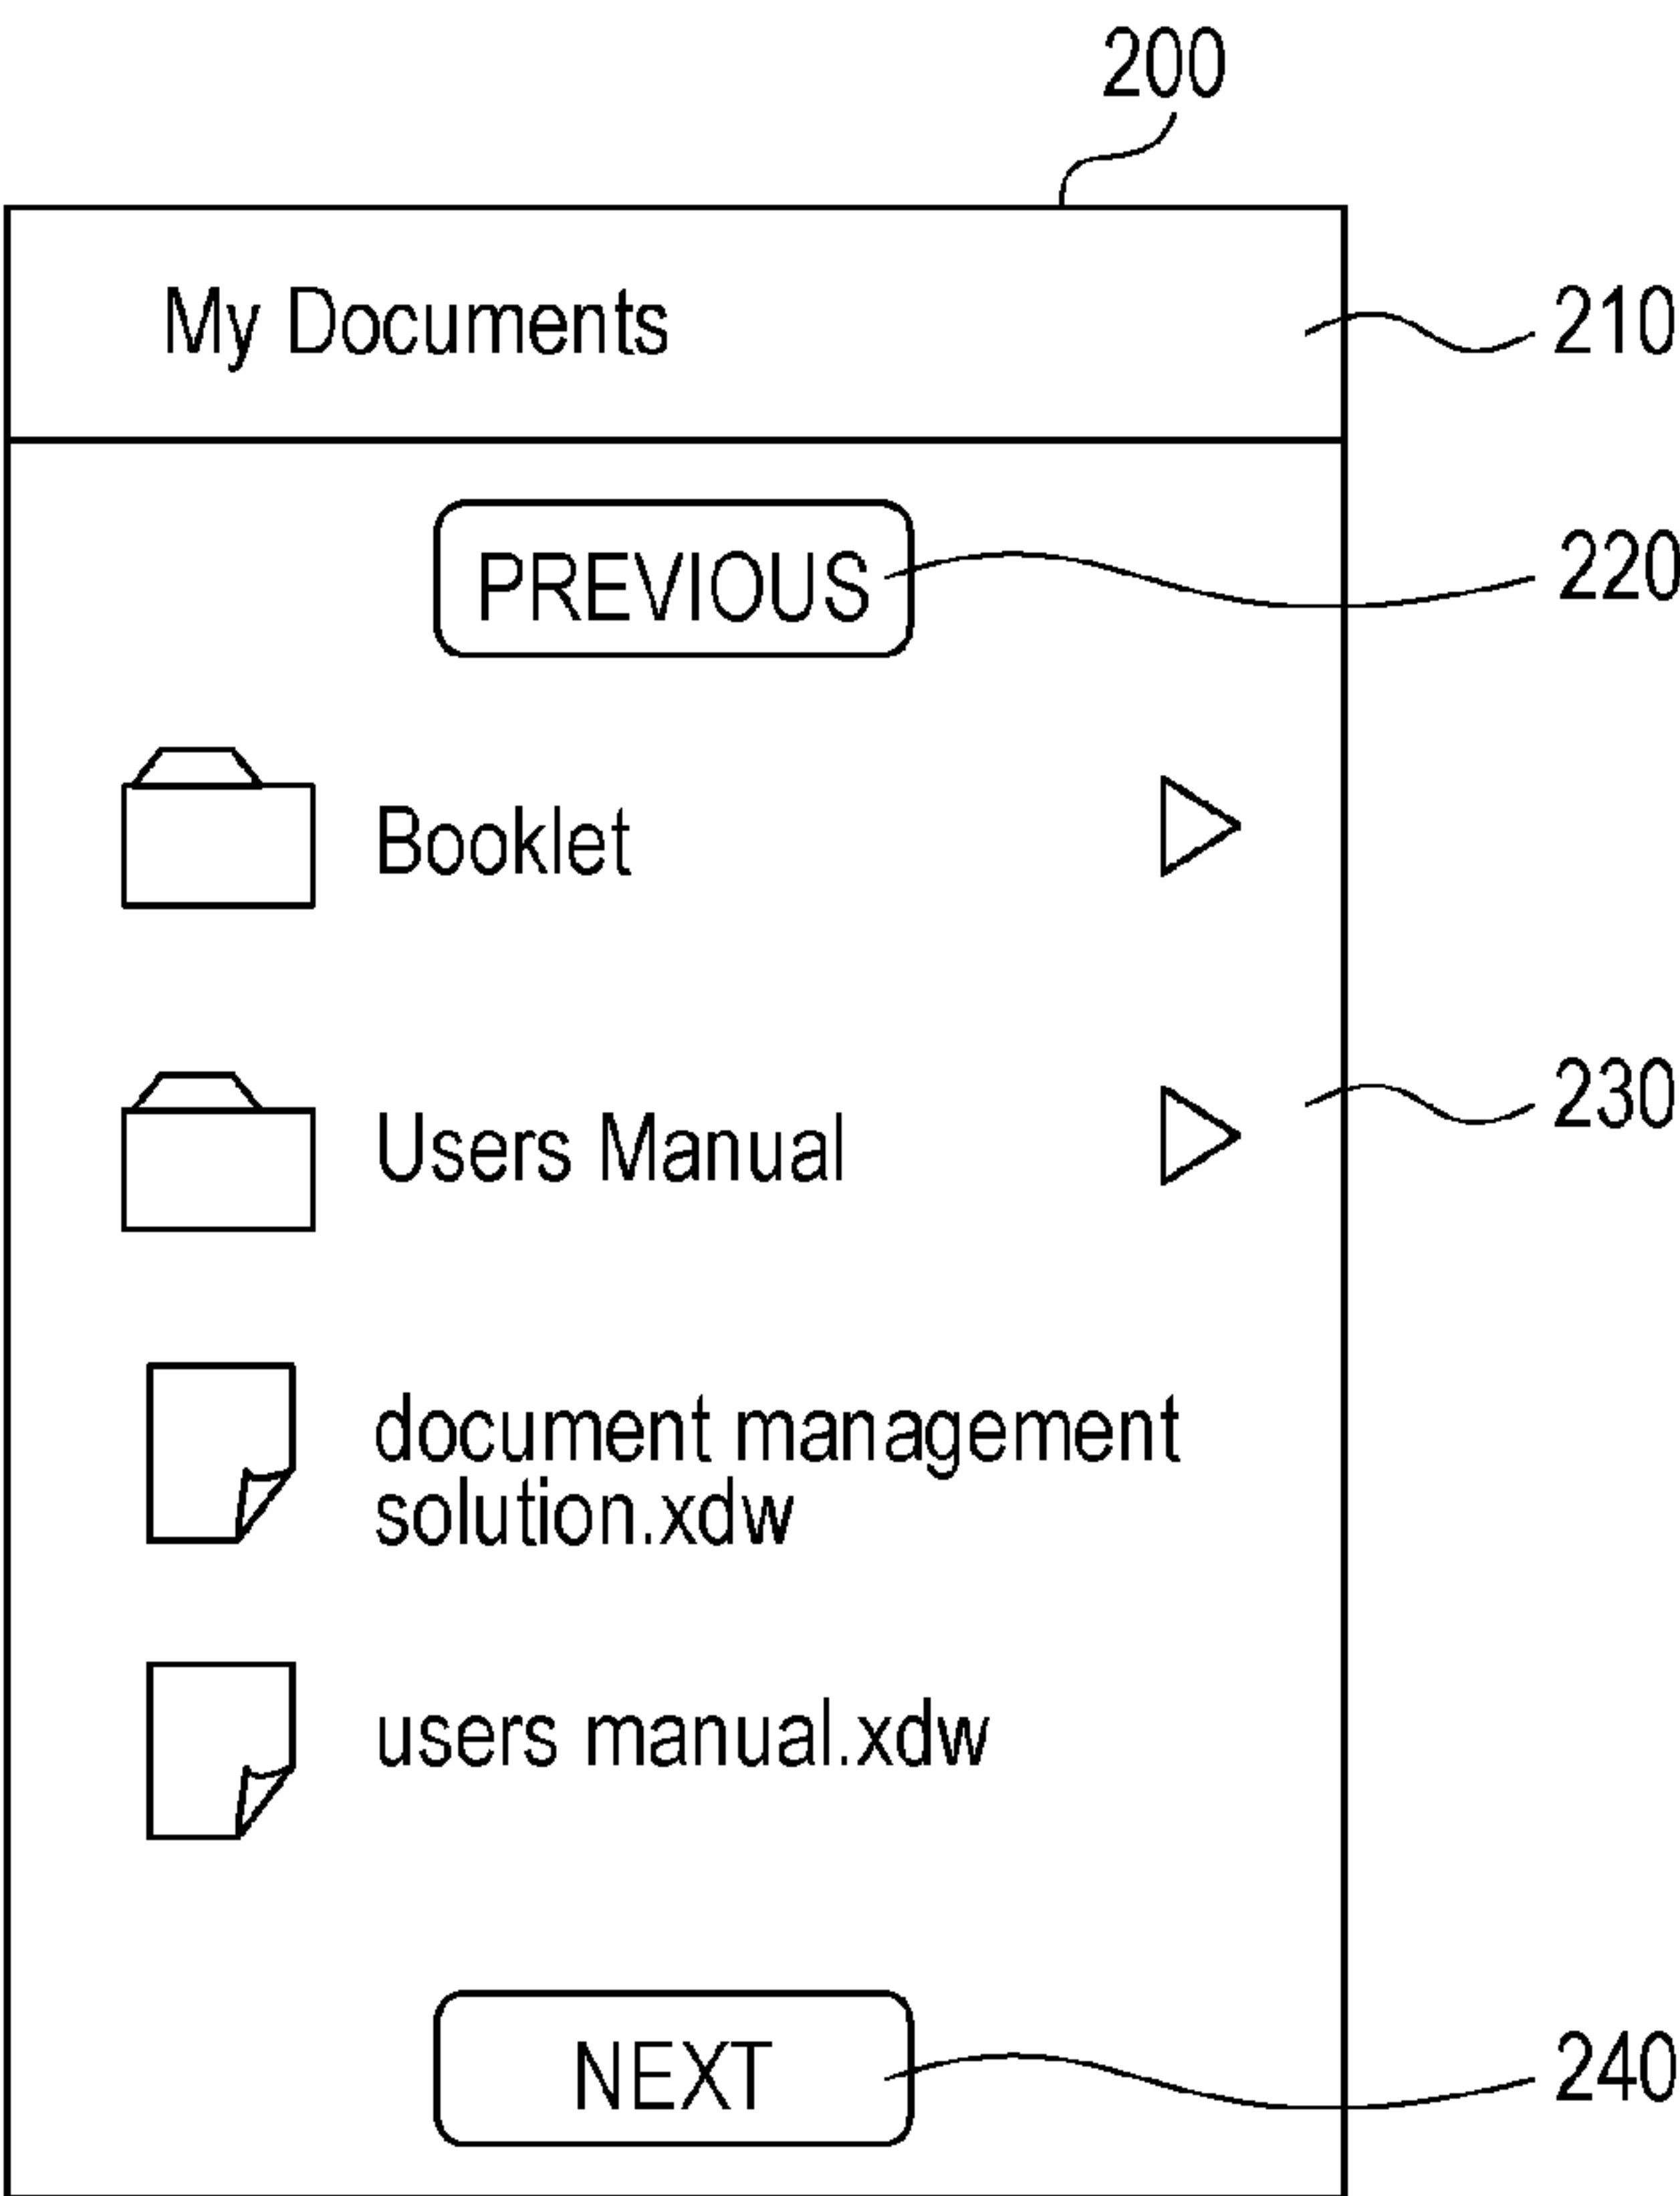 200
My Documents
210
PREVIOUS
220
Booklet
Users Manual
230
document management
solution.xdw
users manual.xdw
NEXT
240